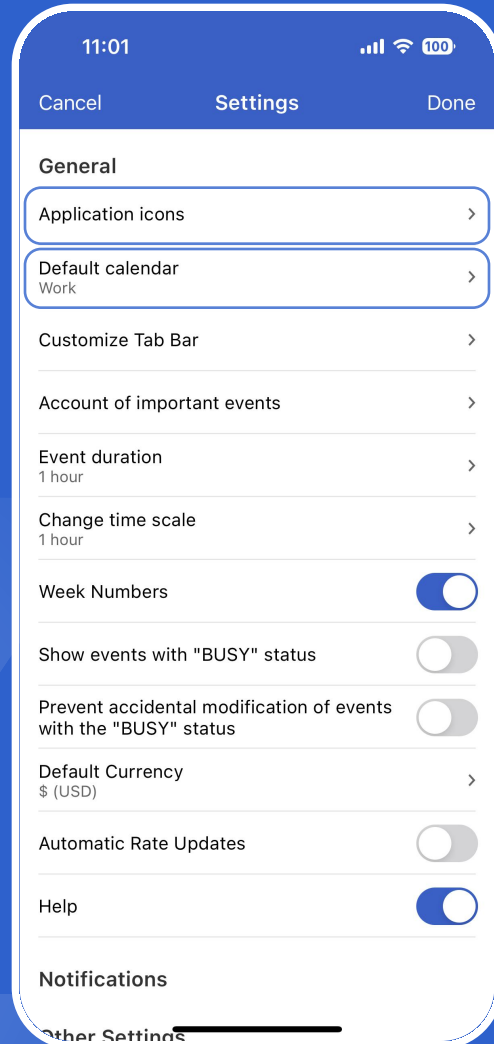 11:01
100
Cancel Settings Done
General
Application icons
Default calendar
Work
Customize Tab Bar
Account of important events
Event duration
1 hour
Change time scale
1 hour
Week Numbers
Show events with "BUSY" status
Prevent accidental modification of events
with the "BUSY" status
Default Currency
$ (USD)
Automatic Rate Updates
Help
Notifications
Other Settings